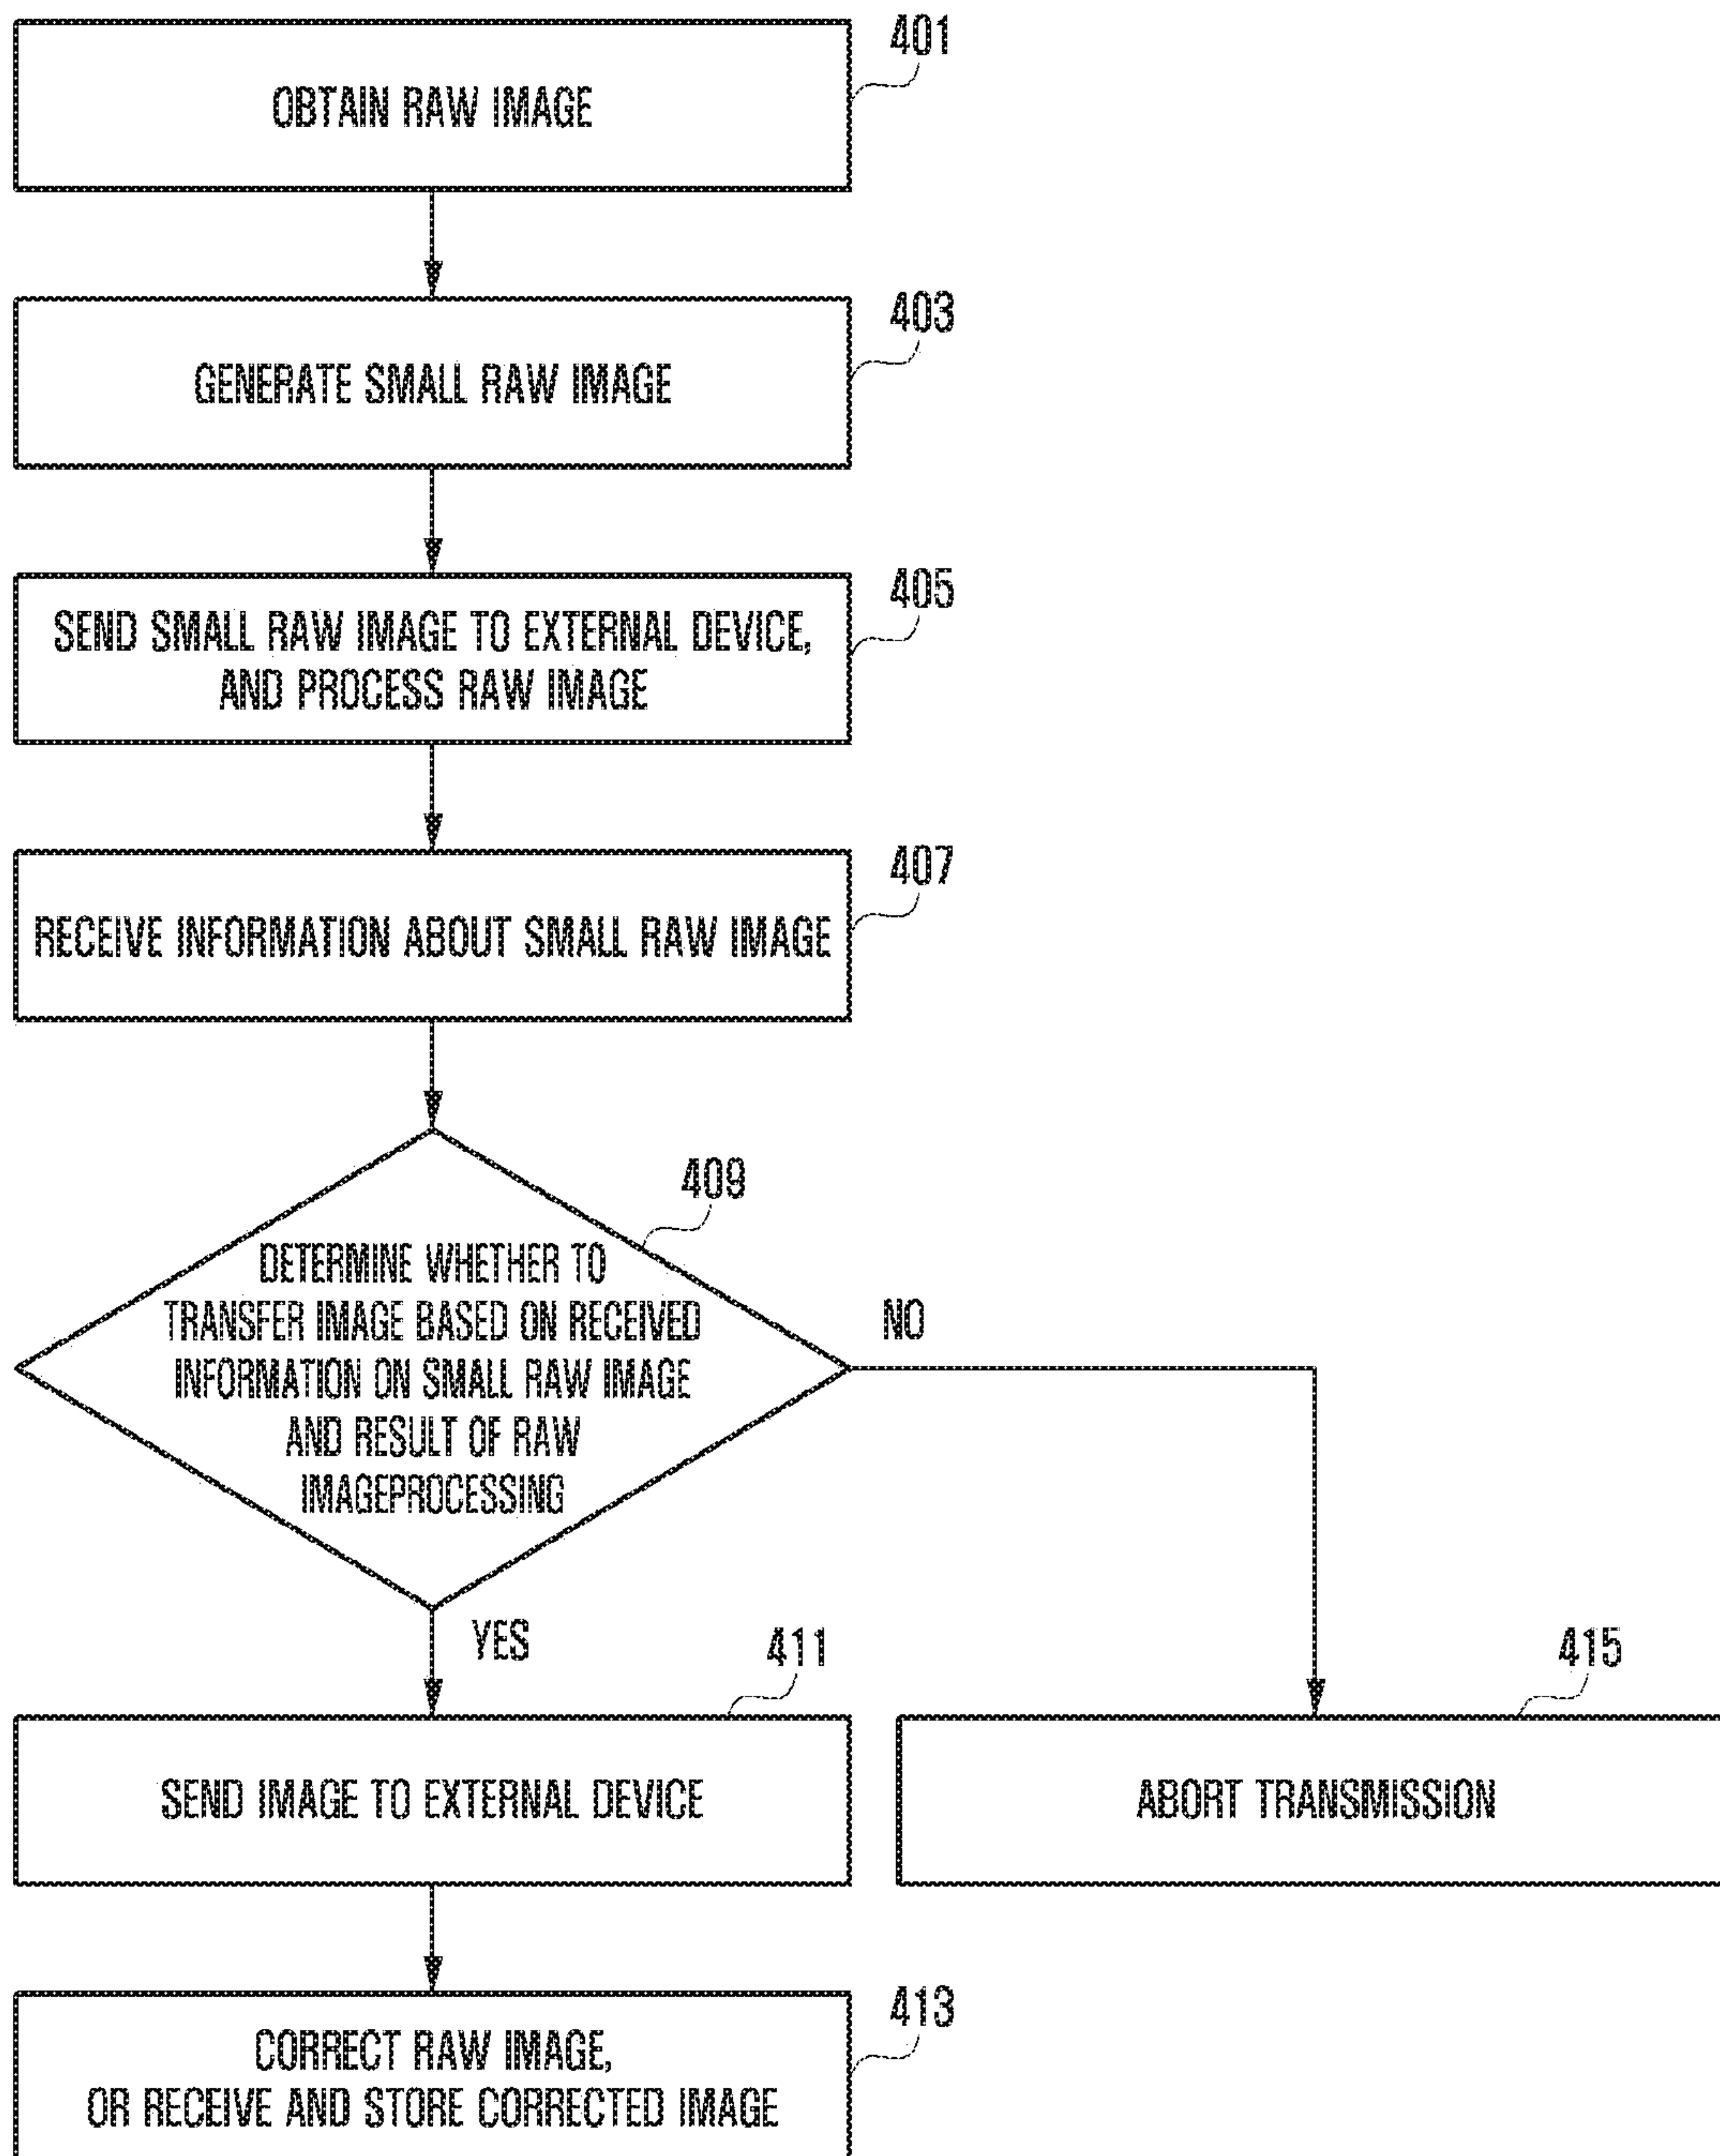 401
OBTAIN RAW IMAGE
403
GENERATE SMALL RAW IMAGE
405
SEND SMALL RAW IMAGE TO EXTERNAL DEVICE,
AND PROCESS RAW IMAGE
407
RECEIVE INFORMATION ABOUT SMALL RAW IMAGE
409
DETERMINE WHETHER TO
TRANSFER IMAGE BASED ON RECEIVED
INFORMATION ON SMALL RAW IMAGE
AND RESULT OF RAW
IMAGEPROCESSING
NO
YES
411
415
SEND IMAGE TO EXTERNAL DEVICE
ABORT TRANSMISSION
413
CORRECT RAW IMAGE,
OR RECEIVE AND STORE CORRECTED IMAGE